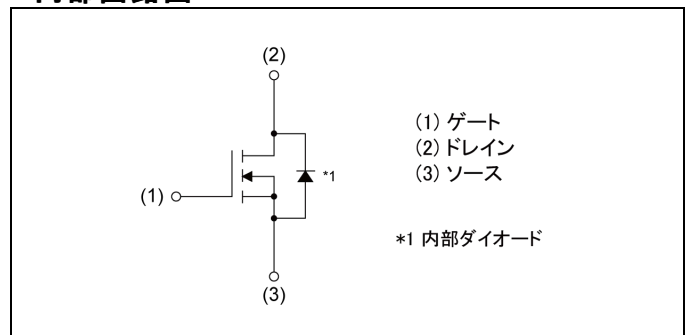 (2)
(1) ゲート
(2) ドレイン
(3) ソース
*1
(1)
*1 内部ダイオード
(3)